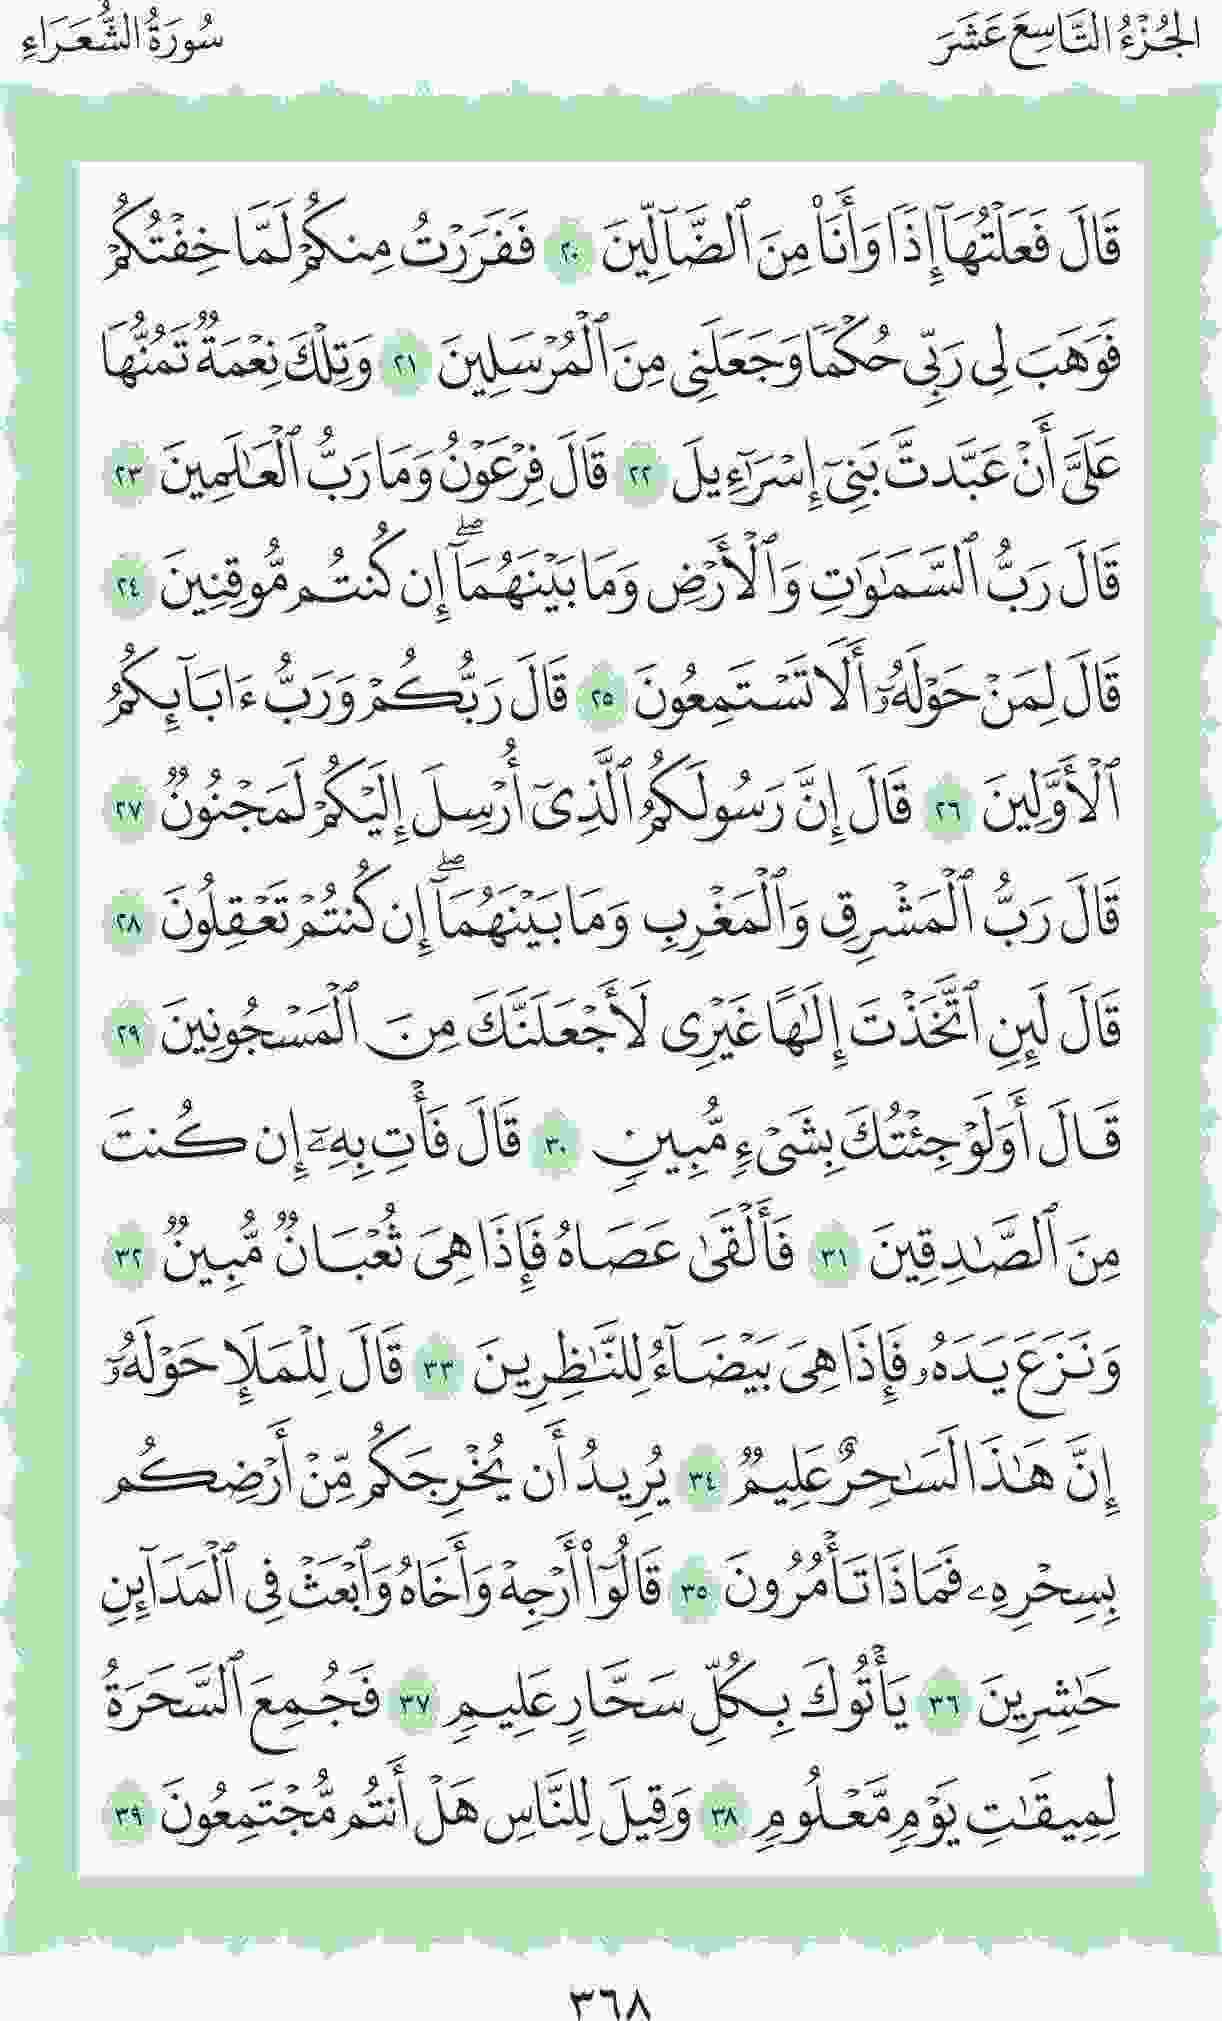 الجُزْءُ التَّاسِعَ عَشَرَ
سُورَةُ الشُّعَرَاءِ
قَالَ فَعَلْتُهَآ إِذًا وَأَنَا۠ مِنَ ٱلضَّآلِّينَ ٢٠ فَفَرَرْتُ مِنكُمْ لَمَّا خِفْتُكُمْ
فَوَهَبَ لِى رَبِّى حُكْمًا وَجَعَلَنِى مِنَ ٱلْمُرْسَلِينَ ٢١ وَتِلْكَ نِعْمَةٌ تَمُنُّهَا
عَلَىَّ أَنْ عَبَّدتَّ بَنِىٓ إِسْرَٰٓءِيلَ ٢٢ قَالَ فِرْعَوْنُ وَمَا رَبُّ ٱلْعَٰلَمِينَ ٢٣
قَالَ رَبُّ ٱلسَّمَٰوَٰتِ وَٱلْأَرْضِ وَمَا بَيْنَهُمَآ ۖ إِن كُنتُم مُّوقِنِينَ ٢٤
قَالَ لِمَنْ حَوْلَهُۥٓ أَلَا تَسْتَمِعُونَ ٢٥ قَالَ رَبُّكُمْ وَرَبُّ ءَابَآئِكُمُ
ٱلْأَوَّلِينَ ٢٦ قَالَ إِنَّ رَسُولَكُمُ ٱلَّذِىٓ أُرْسِلَ إِلَيْكُمْ لَمَجْنُونٌ ٢٧
قَالَ رَبُّ ٱلْمَشْرِقِ وَٱلْمَغْرِبِ وَمَا بَيْنَهُمَآ ۖ إِن كُنتُمْ تَعْقِلُونَ ٢٨
قَالَ لَئِنِ ٱتَّخَذْتَ إِلَٰهًا غَيْرِى لَأَجْعَلَنَّكَ مِنَ ٱلْمَسْجُونِينَ ٢٩
قَالَ أَوَلَوْ جِئْتُكَ بِشَىْءٍ مُّبِينٍ ٣٠ قَالَ فَأْتِ بِهِۦٓ إِن كُنتَ
مِنَ ٱلصَّٰدِقِينَ ٣١ فَأَلْقَىٰ عَصَاهُ فَإِذَا هِىَ ثُعْبَانٌ مُّبِينٌ ٣٢
وَنَزَعَ يَدَهُۥ فَإِذَا هِىَ بَيْضَآءُ لِلنَّٰظِرِينَ ٣٣ قَالَ لِلْمَلَإِ حَوْلَهُۥٓ
إِنَّ هَٰذَا لَسَٰحِرٌ عَلِيمٌ ٣٤ يُرِيدُ أَن يُخْرِجَكُم مِّنْ أَرْضِكُم
بِسِحْرِهِۦ فَمَاذَا تَأْمُرُونَ ٣٥ قَالُوٓا۟ أَرْجِهْ وَأَخَاهُ وَٱبْعَثْ فِى ٱلْمَدَآئِنِ
حَٰشِرِينَ ٣٦ يَأْتُوكَ بِكُلِّ سَحَّارٍ عَلِيمٍ ٣٧ فَجُمِعَ ٱلسَّحَرَةُ
لِمِيقَٰتِ يَوْمٍ مَّعْلُومٍ ٣٨ وَقِيلَ لِلنَّاسِ هَلْ أَنتُم مُّجْتَمِعُونَ ٣٩
٣٦٨